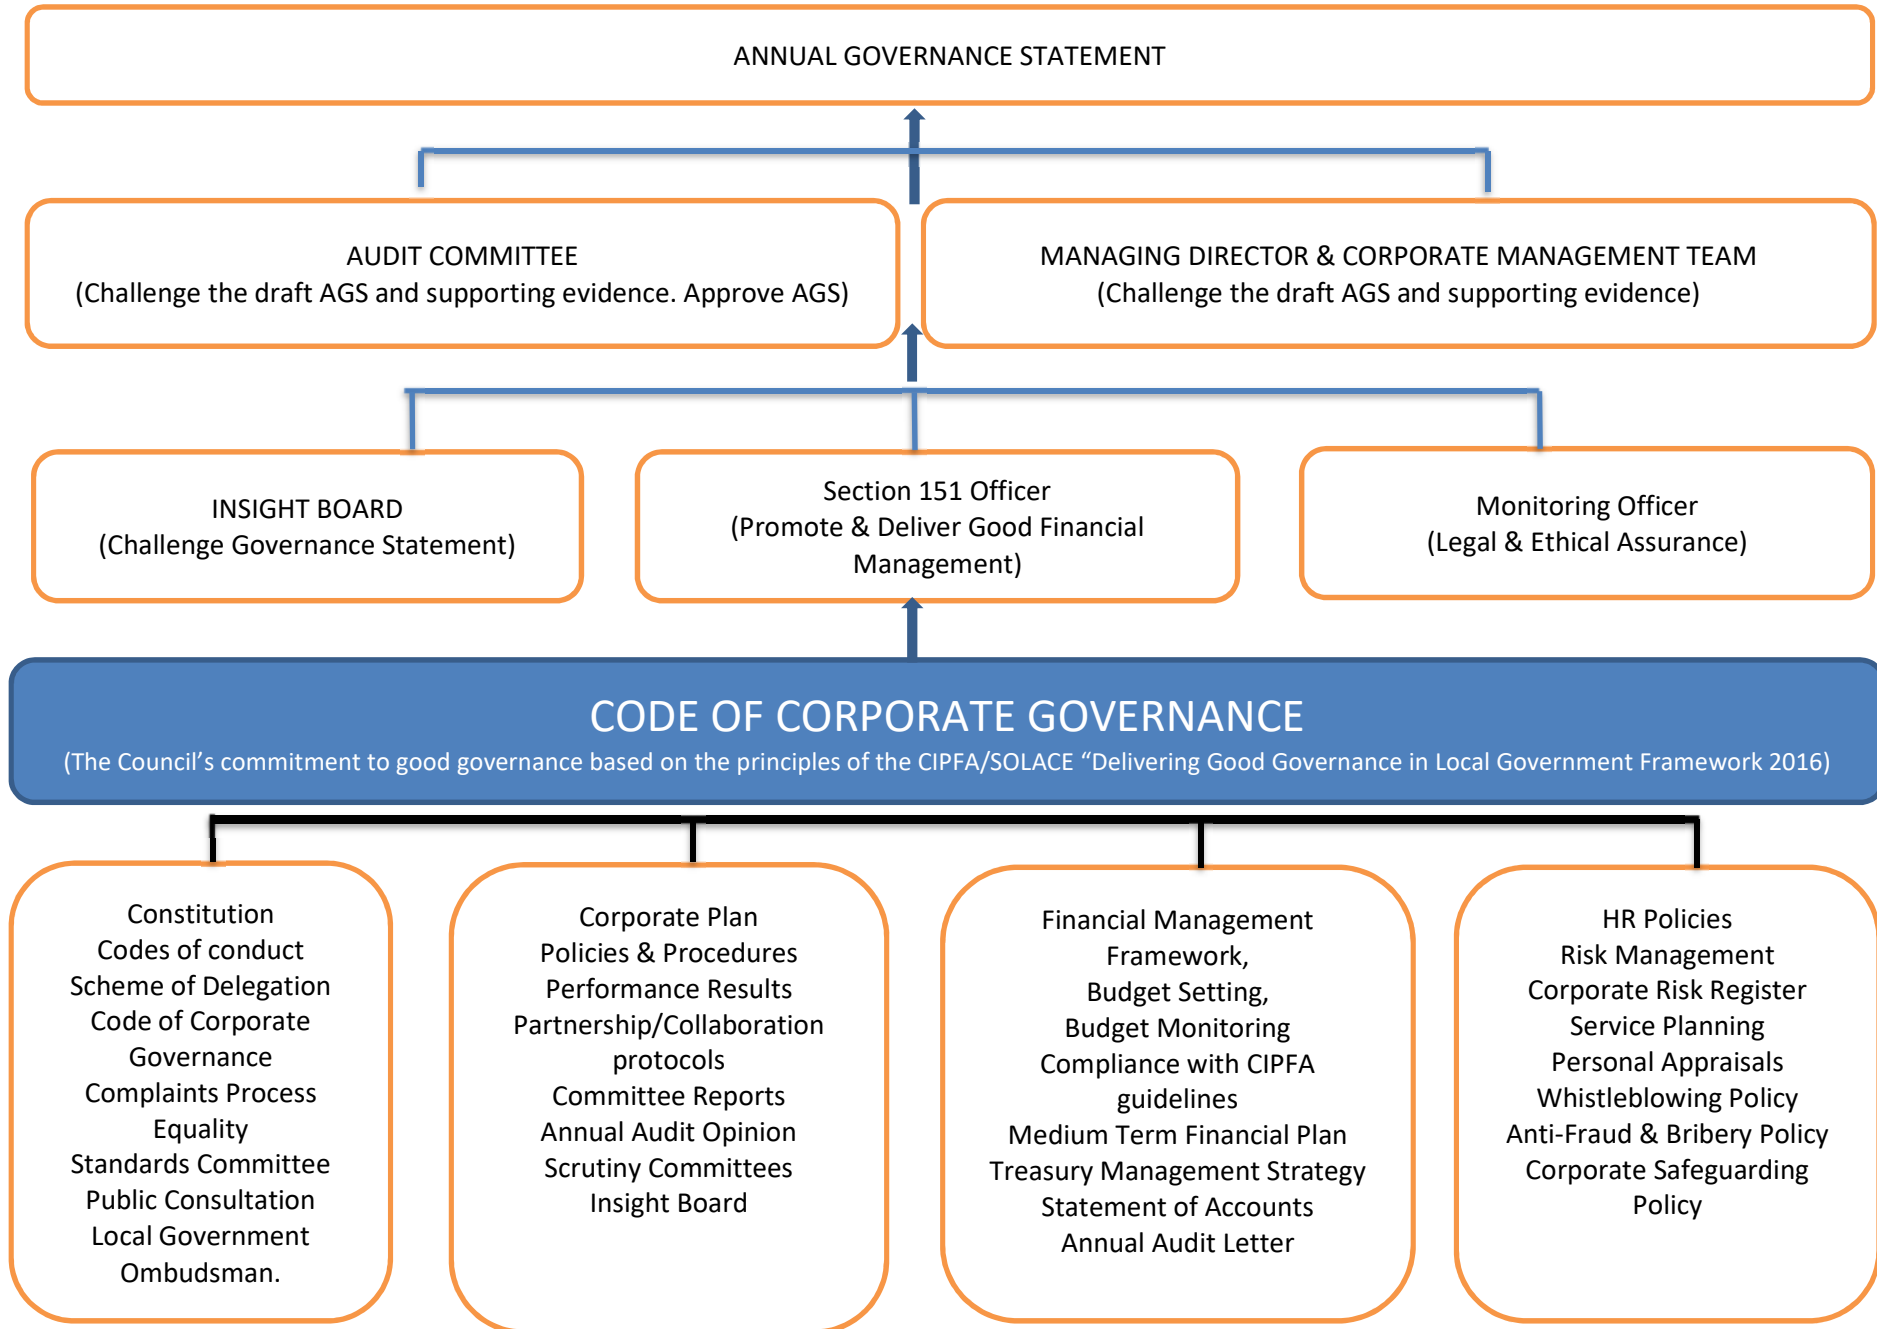 ANNUAL GOVERNANCE STATEMENT
AUDIT COMMITTEE
(Challenge the draft AGS and supporting evidence. Approve AGS)
MANAGING DIRECTOR & CORPORATE MANAGEMENT TEAM
(Challenge the draft AGS and supporting evidence)
INSIGHT BOARD
(Challenge Governance Statement)
Section 151 Officer
(Promote & Deliver Good Financial
Management)
Monitoring Officer
(Legal & Ethical Assurance)
CODE OF CORPORATE GOVERNANCE
(The Council’s commitment to good governance based on the principles of the CIPFA/SOLACE “Delivering Good Governance in Local Government Framework 2016)
Constitution
Codes of conduct
Scheme of Delegation
Code of Corporate
Governance
Complaints Process
Equality
Standards Committee
Public Consultation
Local Government
Ombudsman.
Corporate Plan
Policies & Procedures
Performance Results
Partnership/Collaboration
protocols
Committee Reports
Annual Audit Opinion
Scrutiny Committees
Insight Board
Financial Management
Framework,
Budget Setting,
Budget Monitoring
Compliance with CIPFA
guidelines
Medium Term Financial Plan
Treasury Management Strategy
Statement of Accounts
Annual Audit Letter
HR Policies
Risk Management
Corporate Risk Register
Service Planning
Personal Appraisals
Whistleblowing Policy
Anti-Fraud & Bribery Policy
Corporate Safeguarding
Policy